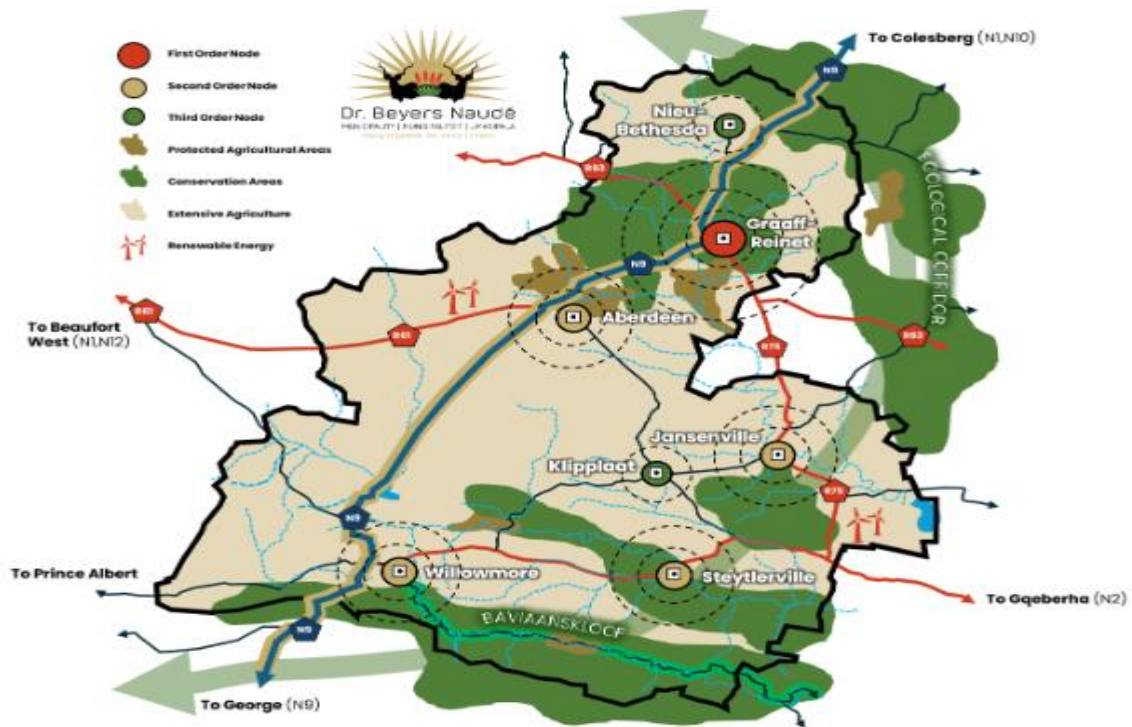 First Order Node
Second Order Node
Third Order Node
Protected Agricultural Areas
Conservation Areas
Extensive Agriculture
Renewable Energy
Dr. Beyers Naudé
To Colesberg (N1,N10)
N9
Nieu-
Bethesda
R63
ECOLOGICAL CORRIDOR
Graaff-
Reinet
N9
R61
To Beaufort
West (N1,N12)
R61
Aberdeen
R63
R75
Jansenville
Klipplaat
R75
N9
To Prince Albert
Willowmore
Steytlerville
To Gqeberha (N2)
BAVIAANSKLOOF
N9
To George (N9)